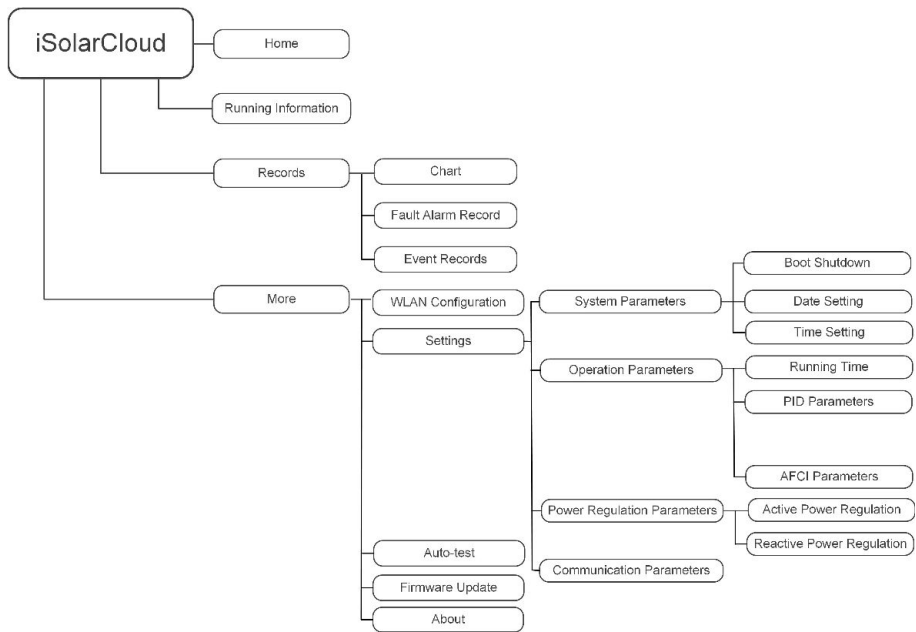 iSolarCloud
Home
Running Information
Records
Chart
Fault Alarm Record
Event Records
More
WLAN Configuration
Settings
System Parameters
Boot Shutdown
Date Setting
Time Setting
Operation Parameters
Running Time
PID Parameters
AFCI Parameters
Power Regulation Parameters
Active Power Regulation
Reactive Power Regulation
Communication Parameters
Auto-test
Firmware Update
About